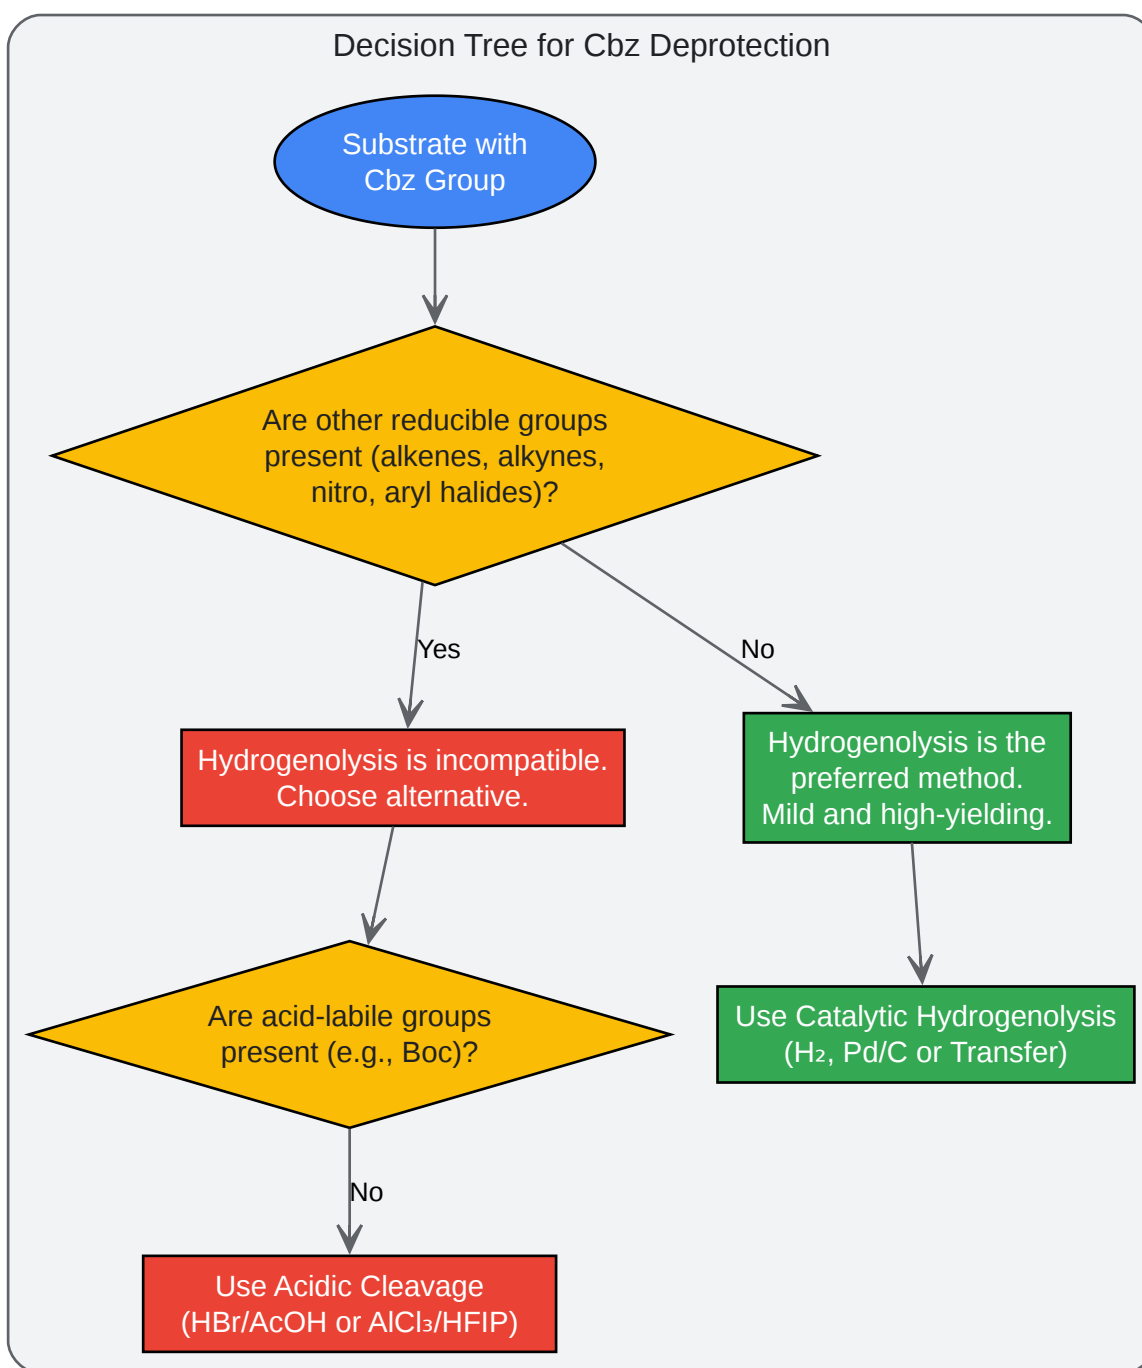 Decision Tree for Cbz Deprotection
Substrate with
Cbz Group
Are other reducible groups
present (alkenes, alkynes,
nitro, aryl halides)?
Yes
No
Hydrogenolysis is incompatible.
Choose alternative.
Hydrogenolysis is the
preferred method.
Mild and high-yielding.
Are acid-labile groups
present (e.g., Boc)?
Use Catalytic Hydrogenolysis
(H₂, Pd/C or Transfer)
No
Use Acidic Cleavage
(HBr/AcOH or AlCl₃/HFIP)